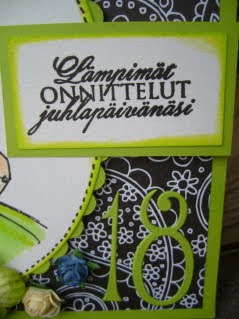 Lämpimät
ONNITTELUT
juhlapäivänäsi
18